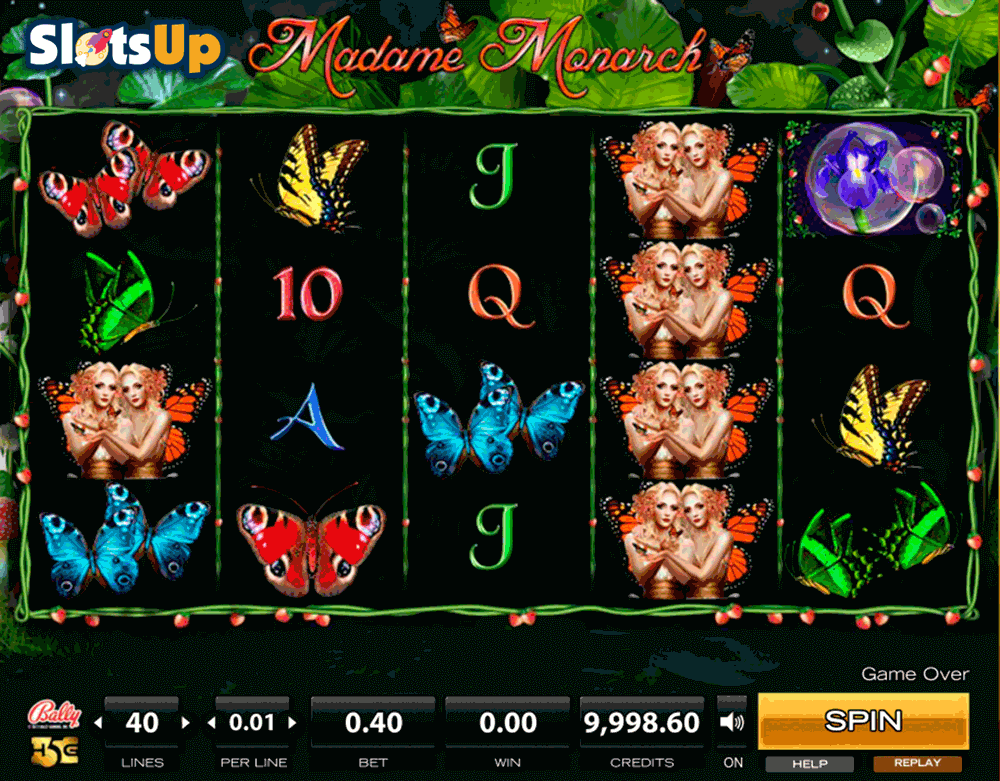 SlotsUp
Madame Monarch
J
10
Q
Q
A
J
Game Over
Bally
40
0.01
0.40
0.00
9,998.60
SPIN
H5G
LINES
PER LINE
BET
WIN
CREDITS
ON
HELP
REPLAY